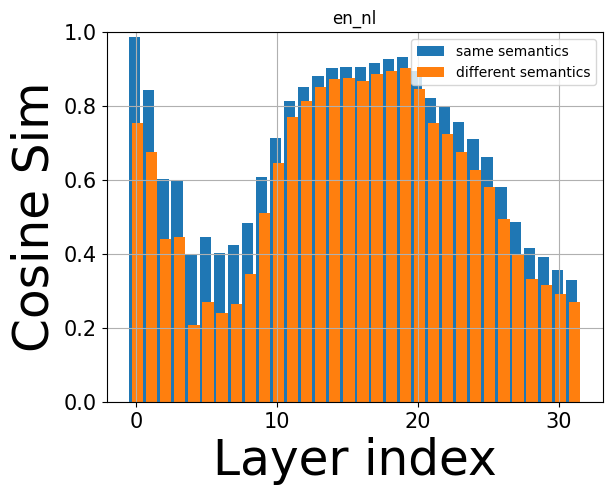 en_nl
same semantics
different semantics
Cosine Sim
1.0
0.8
0.6
0.4
0.2
0.0
0 10 20 30
Layer index